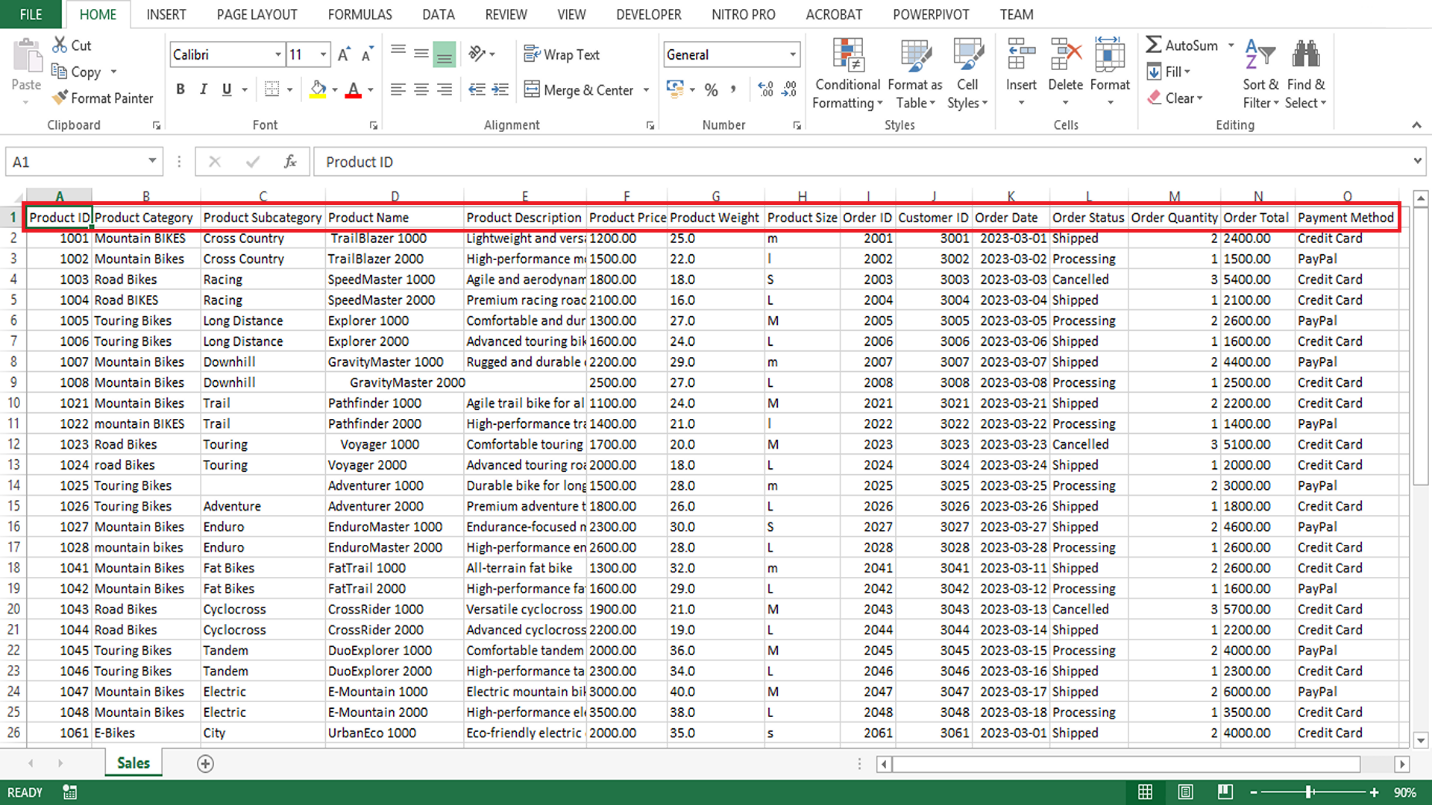 FILE HOME INSERT PAGE LAYOUT FORMULAS DATA REVIEW VIEW DEVELOPER NITRO PRO ACROBAT POWERPIVOT TEAM
Paste
Cut
Copy
Format Painter
Clipboard
Calibri 11
B I U
Font
Wrap Text
Merge & Center
Alignment
General
% ,
Number
Conditional Formatting
Format as Table
Cell Styles
Styles
Insert Delete Format
Cells
AutoSum
Fill
Clear
Sort & Filter
Find & Select
Editing
A1 fx Product ID
A B C D E F G H I J K L M N O
1 Product ID Product Category Product Subcategory Product Name Product Description Product Price Product Weight Product Size Order ID Customer ID Order Date Order Status Order Quantity Order Total Payment Method
2 1001 Mountain BIKES Cross Country TrailBlazer 1000 Lightweight and versa 1200.00 25.0 m 2001 3001 2023-03-01 Shipped 2 2400.00 Credit Card
3 1002 Mountain Bikes Cross Country TrailBlazer 2000 High-performance mo 1500.00 22.0 l 2002 3002 2023-03-02 Processing 1 1500.00 PayPal
4 1003 Road Bikes Racing SpeedMaster 1000 Agile and aerodynam 1800.00 18.0 S 2003 3003 2023-03-03 Cancelled 3 5400.00 Credit Card
5 1004 Road BIKES Racing SpeedMaster 2000 Premium racing road 2100.00 16.0 L 2004 3004 2023-03-04 Shipped 1 2100.00 Credit Card
6 1005 Touring Bikes Long Distance Explorer 1000 Comfortable and dur 1300.00 27.0 M 2005 3005 2023-03-05 Processing 2 2600.00 PayPal
7 1006 Touring Bikes Long Distance Explorer 2000 Advanced touring bik 1600.00 24.0 L 2006 3006 2023-03-06 Shipped 1 1600.00 Credit Card
8 1007 Mountain Bikes Downhill GravityMaster 1000 Rugged and durable 2200.00 29.0 m 2007 3007 2023-03-07 Shipped 2 4400.00 PayPal
9 1008 Mountain Bikes Downhill GravityMaster 2000 2500.00 27.0 L 2008 3008 2023-03-08 Processing 1 2500.00 Credit Card
10 1021 Mountain Bikes Trail Pathfinder 1000 Agile trail bike for al 1100.00 24.0 M 2021 3021 2023-03-21 Shipped 2 2200.00 Credit Card
11 1022 mountain BIKES Trail Pathfinder 2000 High-performance tra 1400.00 21.0 l 2022 3022 2023-03-22 Processing 1 1400.00 PayPal
12 1023 Road Bikes Touring Voyager 1000 Comfortable touring 1700.00 20.0 M 2023 3023 2023-03-23 Cancelled 3 5100.00 Credit Card
13 1024 road Bikes Touring Voyager 2000 Advanced touring roa 2000.00 18.0 L 2024 3024 2023-03-24 Shipped 1 2000.00 Credit Card
14 1025 Touring Bikes Adventurer 1000 Durable bike for long 1500.00 28.0 m 2025 3025 2023-03-25 Processing 2 3000.00 PayPal
15 1026 Touring Bikes Adventure Adventurer 2000 Premium adventure t 1800.00 26.0 L 2026 3026 2023-03-26 Shipped 1 1800.00 Credit Card
16 1027 Mountain Bikes Enduro EnduroMaster 1000 Endurance-focused m 2300.00 30.0 S 2027 3027 2023-03-27 Shipped 2 4600.00 PayPal
17 1028 mountain bikes Enduro EnduroMaster 2000 High-performance en 2600.00 28.0 L 2028 3028 2023-03-28 Processing 1 2600.00 Credit Card
18 1041 Mountain Bikes Fat Bikes FatTrail 1000 All-terrain fat bike 1300.00 32.0 m 2041 3041 2023-03-11 Shipped 2 2600.00 Credit Card
19 1042 Mountain Bikes Fat Bikes FatTrail 2000 High-performance fa 1600.00 29.0 L 2042 3042 2023-03-12 Processing 1 1600.00 PayPal
20 1043 Road Bikes Cyclocross CrossRider 1000 Versatile cyclocross 1900.00 21.0 M 2043 3043 2023-03-13 Cancelled 3 5700.00 Credit Card
21 1044 Road Bikes Cyclocross CrossRider 2000 Advanced cyclocross 2200.00 19.0 L 2044 3044 2023-03-14 Shipped 1 2200.00 Credit Card
22 1045 Touring Bikes Tandem DuoExplorer 1000 Comfortable tandem 2000.00 36.0 M 2045 3045 2023-03-15 Processing 2 4000.00 PayPal
23 1046 Touring Bikes Tandem DuoExplorer 2000 High-performance ta 2300.00 34.0 L 2046 3046 2023-03-16 Shipped 1 2300.00 Credit Card
24 1047 Mountain Bikes Electric E-Mountain 1000 Electric mountain bik 3000.00 40.0 M 2047 3047 2023-03-17 Shipped 2 6000.00 PayPal
25 1048 Mountain Bikes Electric E-Mountain 2000 High-performance ele 3500.00 38.0 L 2048 3048 2023-03-18 Processing 1 3500.00 Credit Card
26 1061 E-Bikes City UrbanEco 1000 Eco-friendly electric 2000.00 35.0 s 2061 3061 2023-03-01 Shipped 2 4000.00 Credit Card
Sales
READY 90%